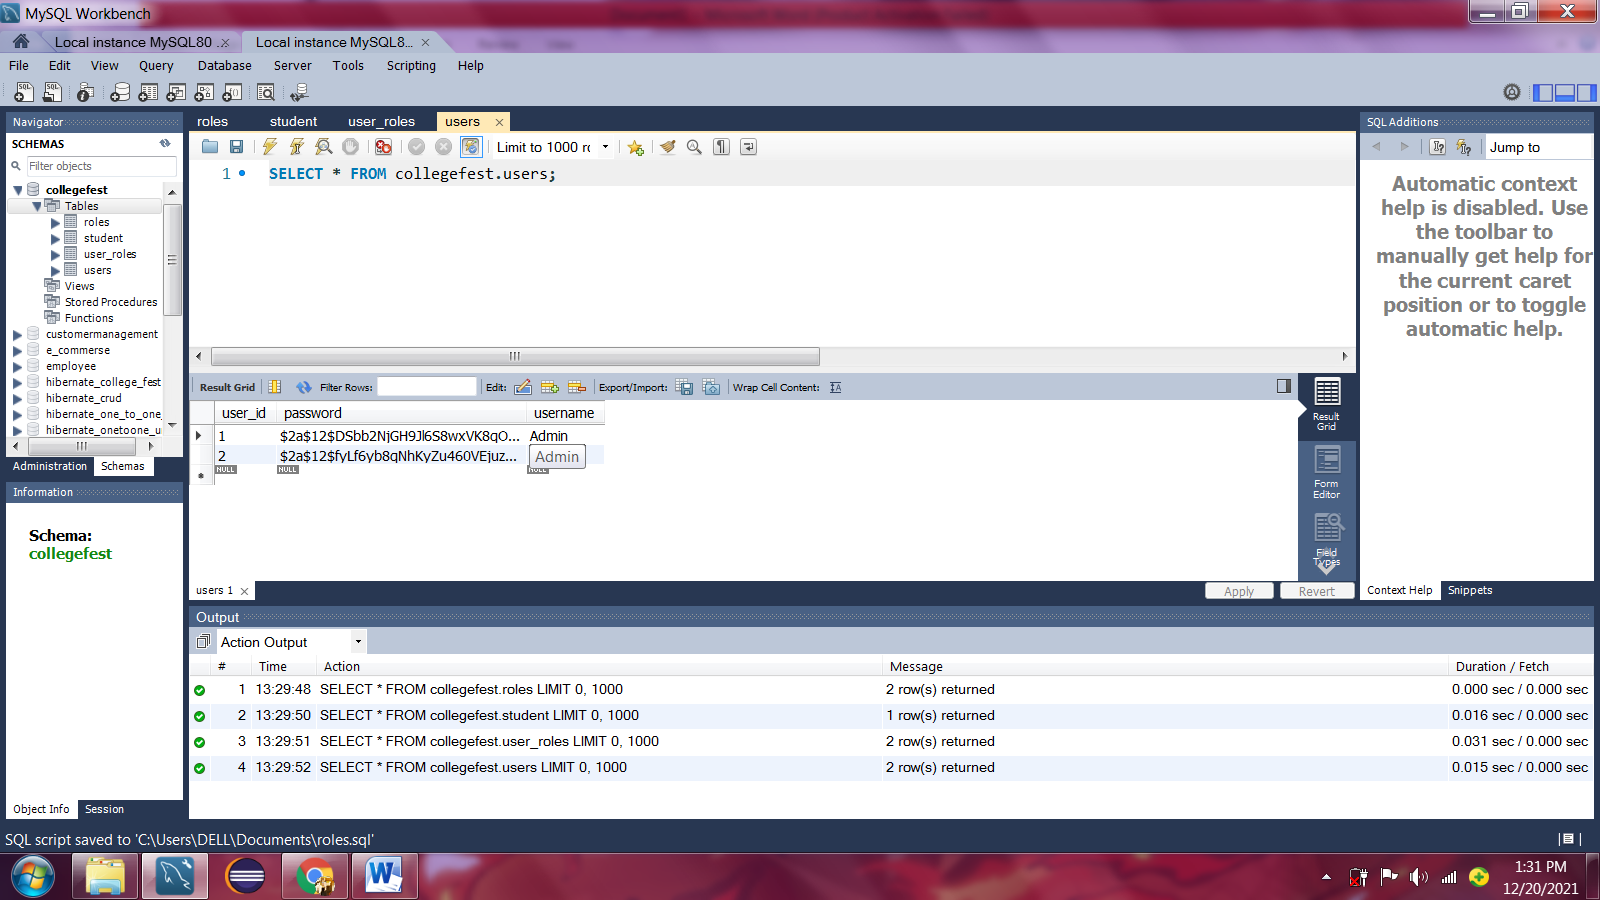 MySQL Workbench
Local instance MySQL80 ... x
Local instance MySQL8... x
File Edit View Query Database Server Tools Scripting Help
Navigator
SCHEMAS
Filter objects
collegefest
Tables
roles
student
user_roles
users
Views
Stored Procedures
Functions
customermanagement
e_commerse
employee
hibernate_college_fest
hibernate_crud
hibernate_one_to_one_
hibernate_onetoone_u
Administration Schemas
Information
Schema:
collegefest
Object Info Session
roles student user_roles users
Limit to 1000 ro
1 SELECT * FROM collegefest.users;
Result Grid Filter Rows: Edit: Export/Import: Wrap Cell Content:
user_id password username
1 $2a$12$DSbb2NjGH9Jl6S8wxVK8qO... Admin
2 $2a$12$fyLf6yb8qNhKyZu460VEjuz... Admin
NULL NULL NULL
Result
Grid
Form
Editor
Field
Types
users 1
Apply Revert
SQL Additions
Jump to
Automatic context
help is disabled. Use
the toolbar to
manually get help for
the current caret
position or to toggle
automatic help.
Context Help Snippets
Output
Action Output
# Time Action Message Duration / Fetch
1 13:29:48 SELECT * FROM collegefest.roles LIMIT 0, 1000 2 row(s) returned 0.000 sec / 0.000 sec
2 13:29:50 SELECT * FROM collegefest.student LIMIT 0, 1000 1 row(s) returned 0.016 sec / 0.000 sec
3 13:29:51 SELECT * FROM collegefest.user_roles LIMIT 0, 1000 2 row(s) returned 0.031 sec / 0.000 sec
4 13:29:52 SELECT * FROM collegefest.users LIMIT 0, 1000 2 row(s) returned 0.015 sec / 0.000 sec
SQL script saved to 'C:\Users\DELL\Documents\roles.sql'
1:31 PM
12/20/2021